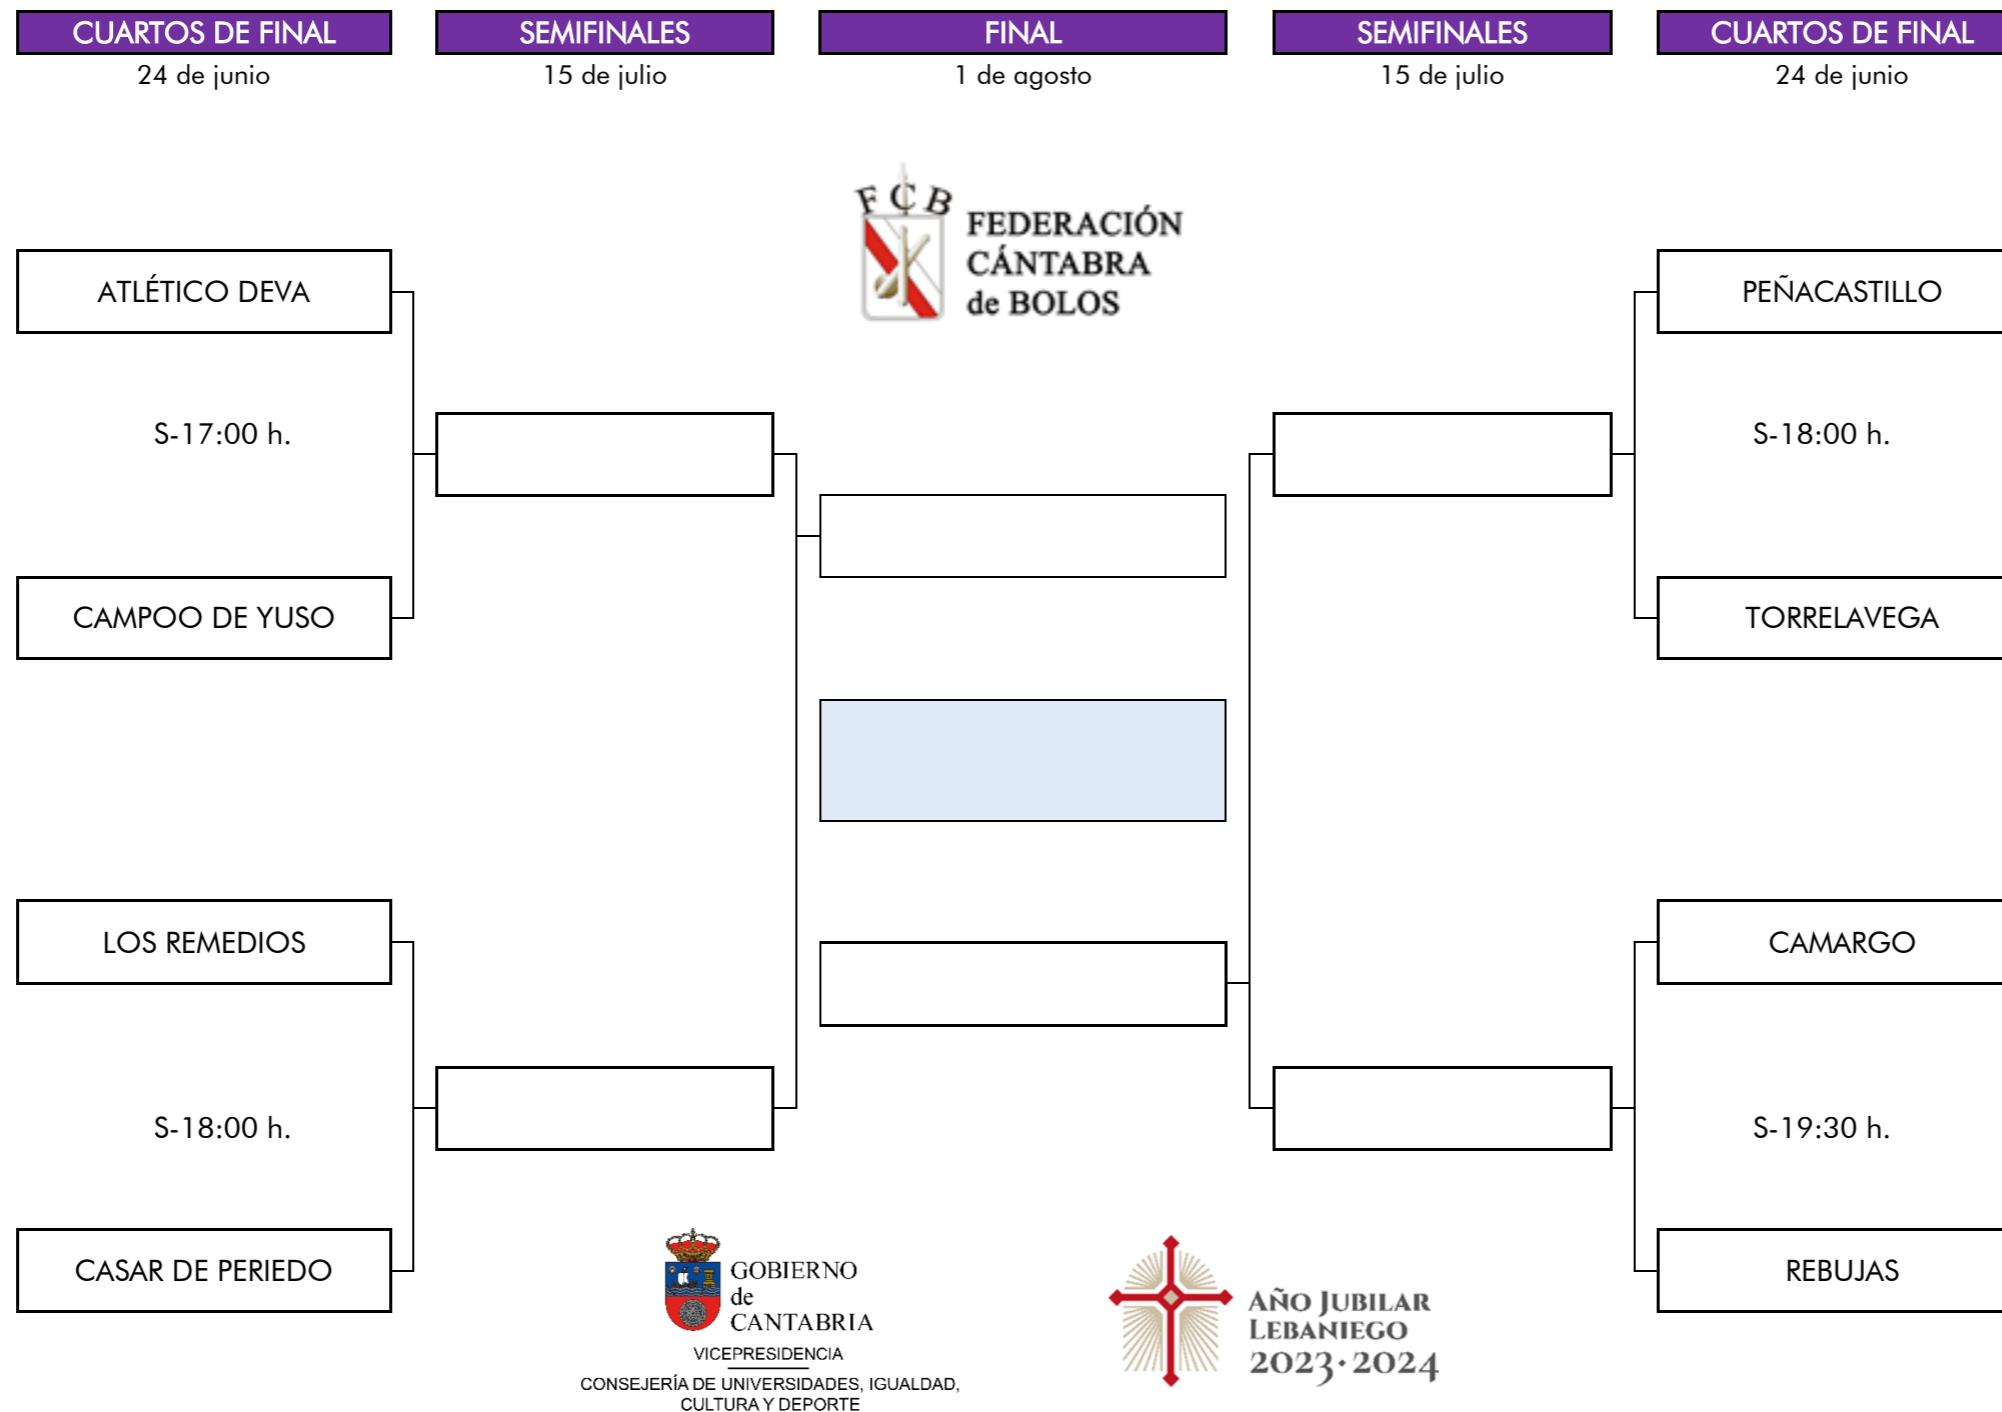 CUARTOS DE FINAL
SEMIFINALES
FINAL
SEMIFINALES
CUARTOS DE FINAL
24 de junio
15 de julio
1 de agosto
15 de julio
24 de junio
FCB
FEDERACIÓN
CÁNTABRA
de BOLOS
ATLÉTICO DEVA
PEÑACASTILLO
S-17:00 h.
S-18:00 h.
CAMPOO DE YUSO
TORRELAVEGA
LOS REMEDIOS
CAMARGO
S-18:00 h.
S-19:30 h.
CASAR DE PERIEDO
REBUJAS
GOBIERNO
de
CANTABRIA
VICEPRESIDENCIA
CONSEJERÍA DE UNIVERSIDADES, IGUALDAD,
CULTURA Y DEPORTE
AÑO JUBILAR
LEBANIEGO
2023·2024